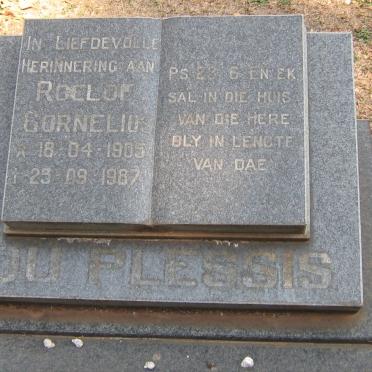 In Liefdevolle
Herinnering aan
Roelof
Cornelius
★ 18-04-1905
† 23-09-1987
Ps 23:6 En ek
sal in die huis
van die Here
bly in lengte
van dae
DU PLESSIS